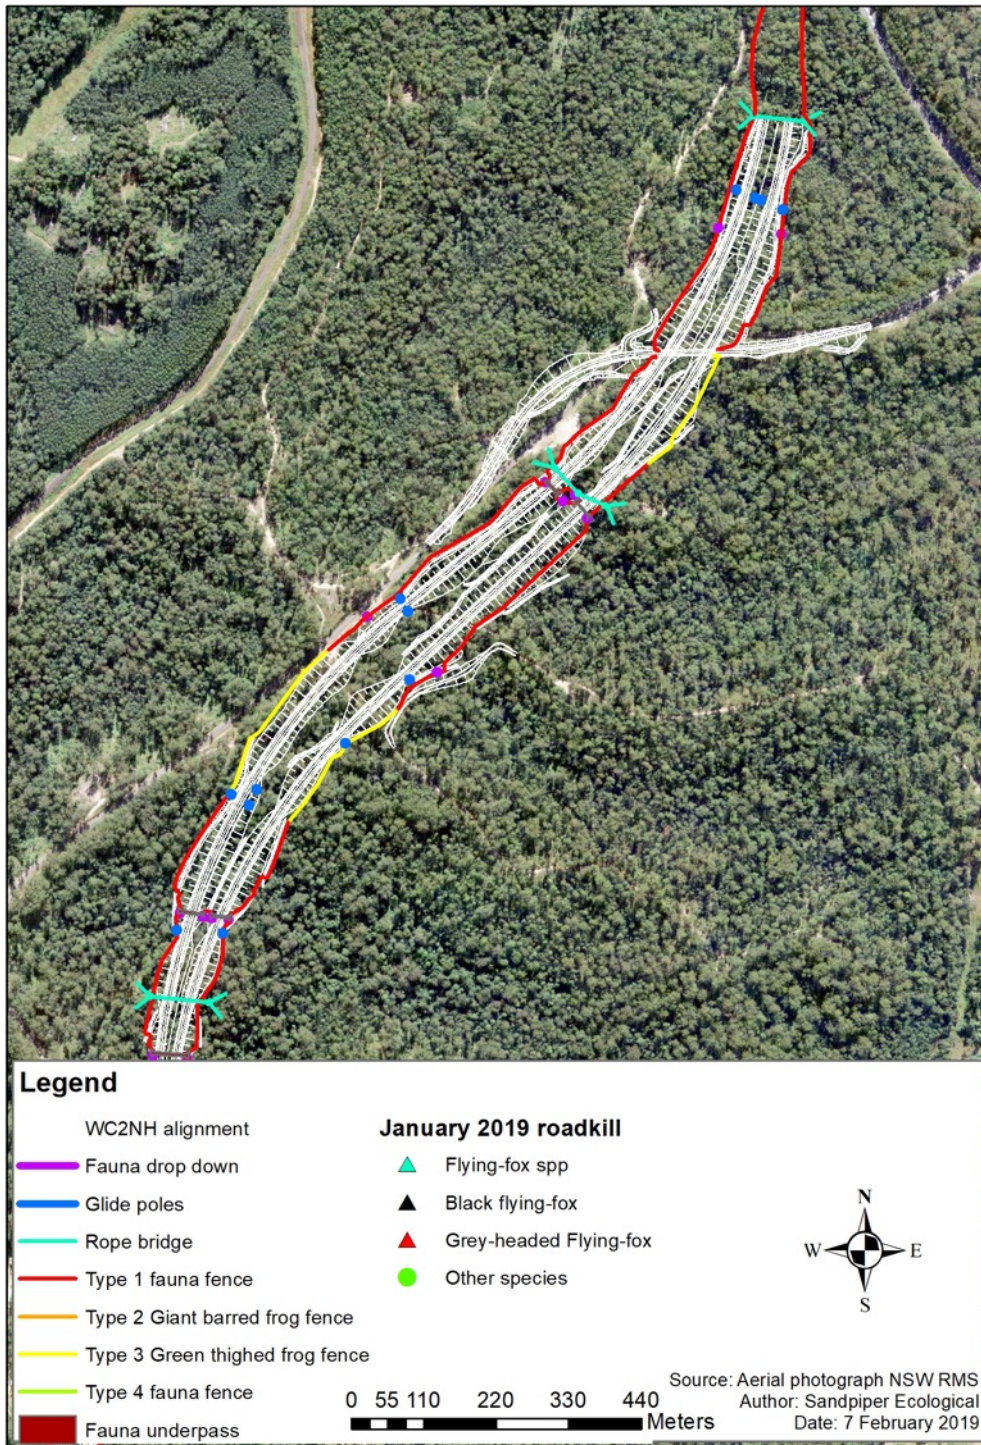 Legend
WC2NH alignment
Fauna drop down
Glide poles
Rope bridge
Type 1 fauna fence
Type 2 Giant barred frog fence
Type 3 Green thighed frog fence
Type 4 fauna fence
Fauna underpass
January 2019 roadkill
Flying-fox spp
Black flying-fox
Grey-headed Flying-fox
Other species
N
W E
S
0 55 110 220 330 440
Meters
Source: Aerial photograph NSW RMS
Author: Sandpiper Ecological
Date: 7 February 2019